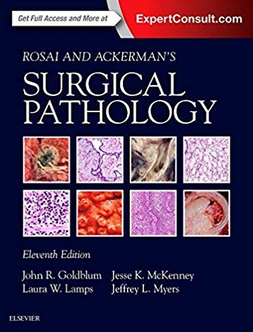 Get Full Access and More at
ExpertConsult.com
ROSAI AND ACKERMAN'S
SURGICAL
PATHOLOGY
Eleventh Edition
John R. Goldblum Jesse K. McKenney
Laura W. Lamps Jeffrey L. Myers
ELSEVIER